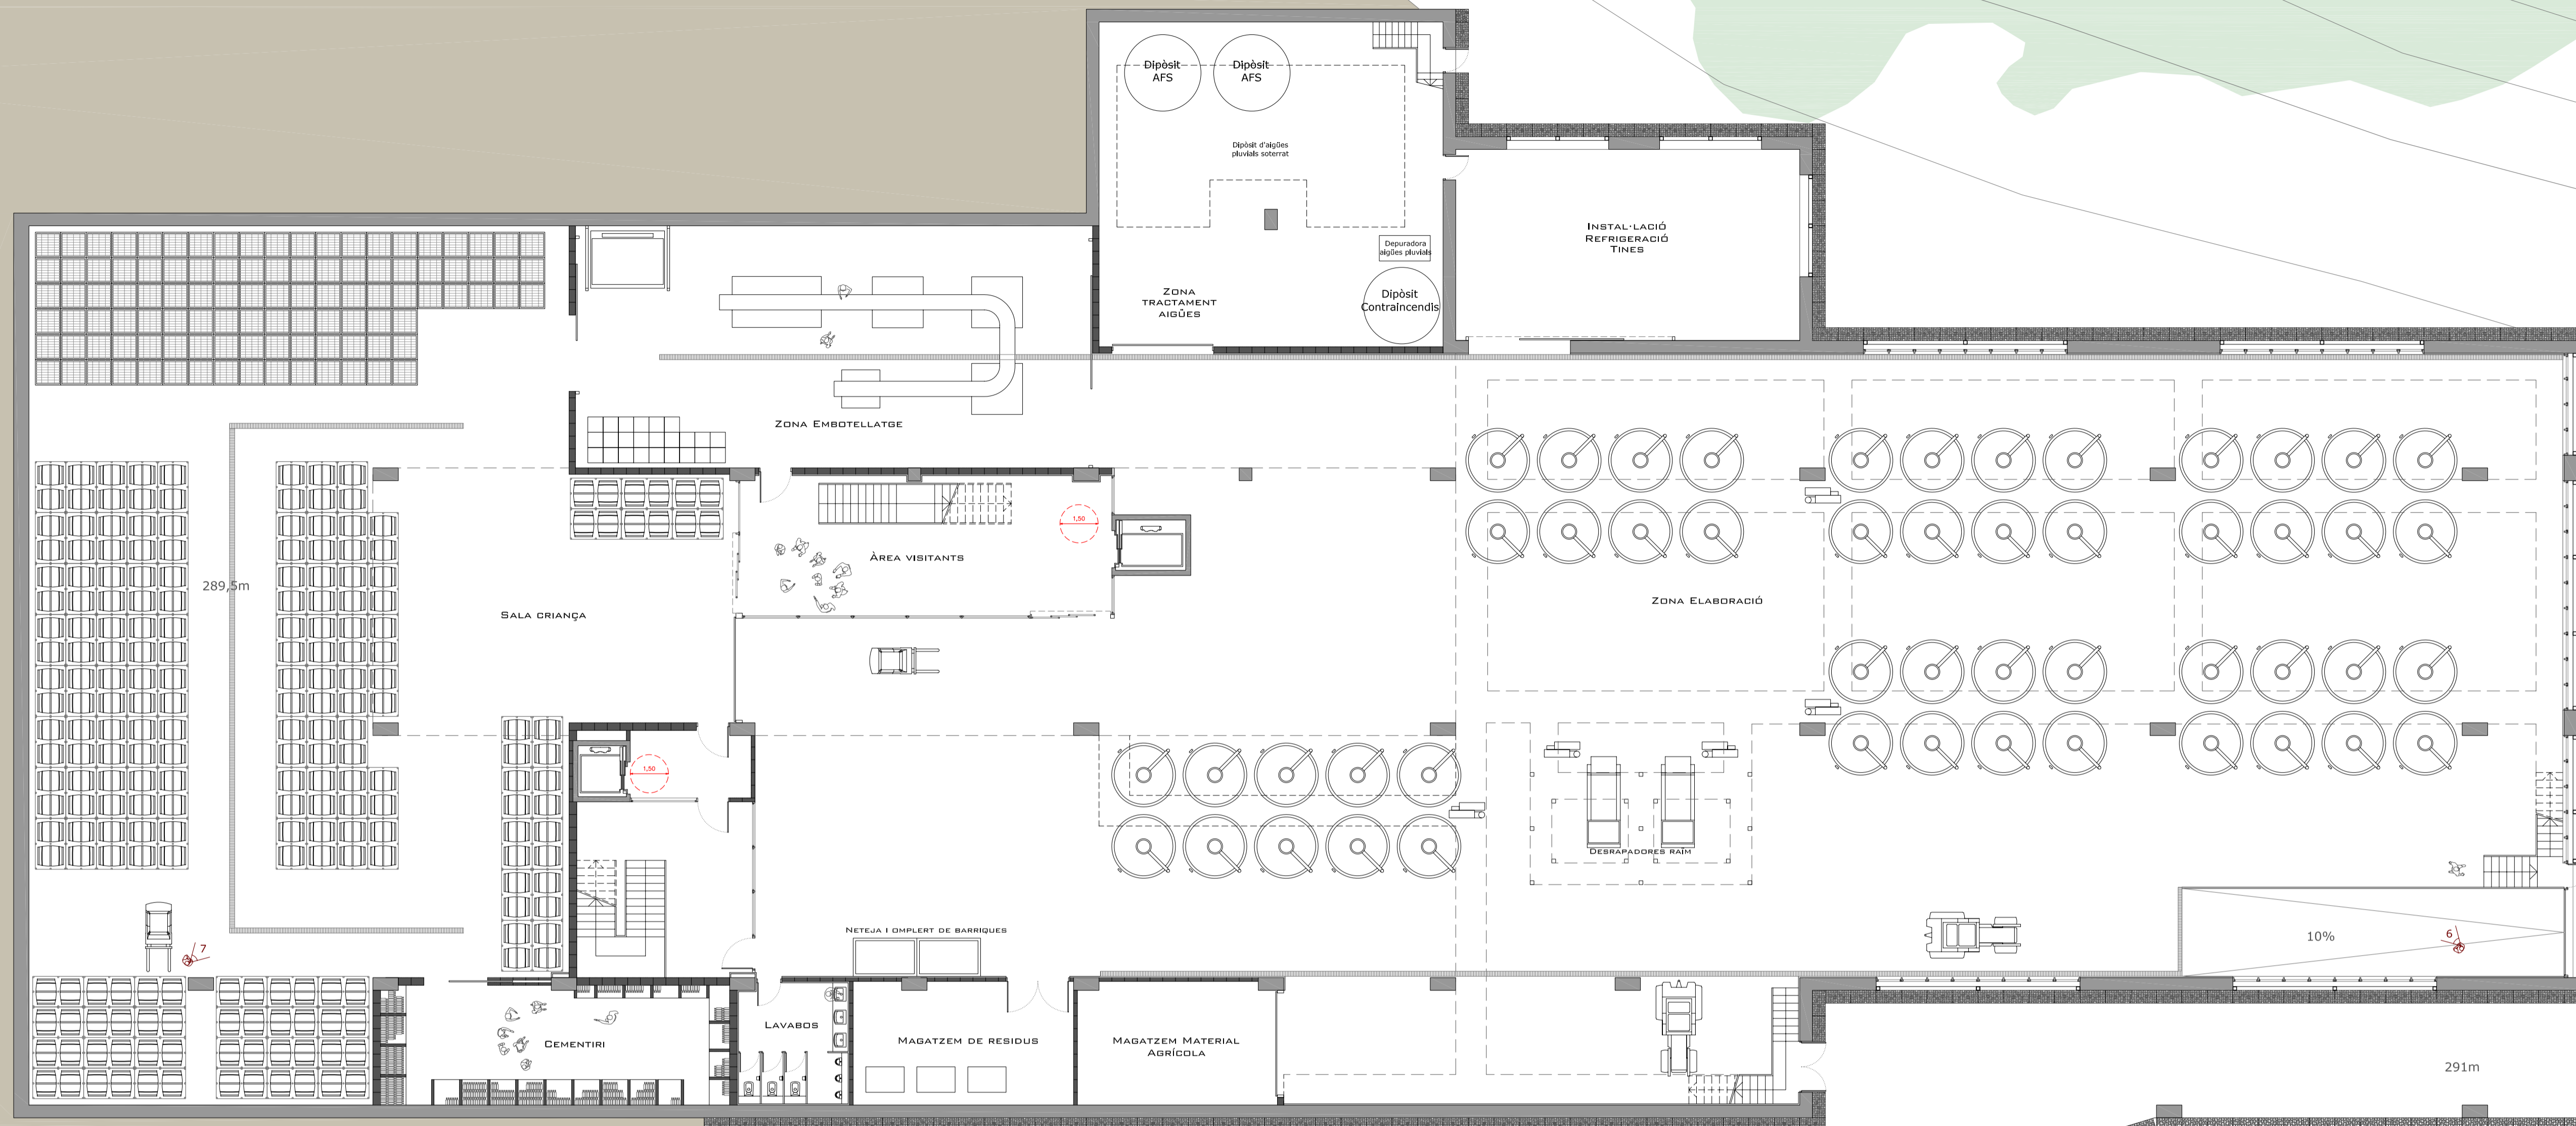 Dipòsit
AFS
Dipòsit
AFS
Dipòsit d'aigües
pluvials soterrat
Depuradora
aigües pluvials
Zona
tractament
aigües
Dipòsit
Contraincendis
Instal·lació
Refrigeració
Tines
Zona Embotellatge
1,50
Àrea visitants
289,5m
Sala criança
Zona Elaboració
1,50
Desrapadores raïm
Neteja i omplert de barriques
7
10%
6
Lavabos
Cementiri
Magatzem de residus
Magatzem Material
Agrícola
291m